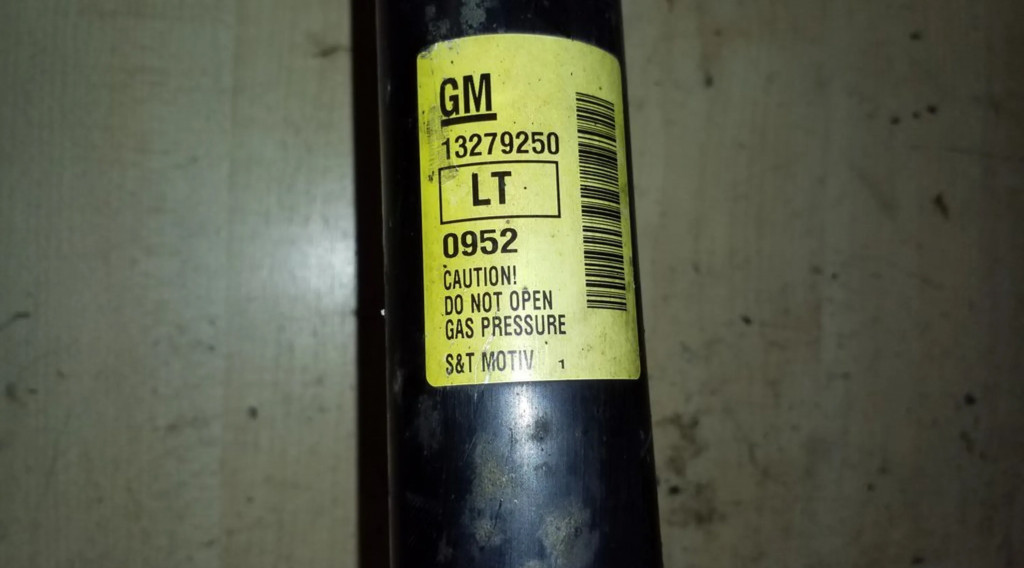 GM
13279250
LT
0952
CAUTION!
DO NOT OPEN
GAS PRESSURE
S&T MOTIV 1